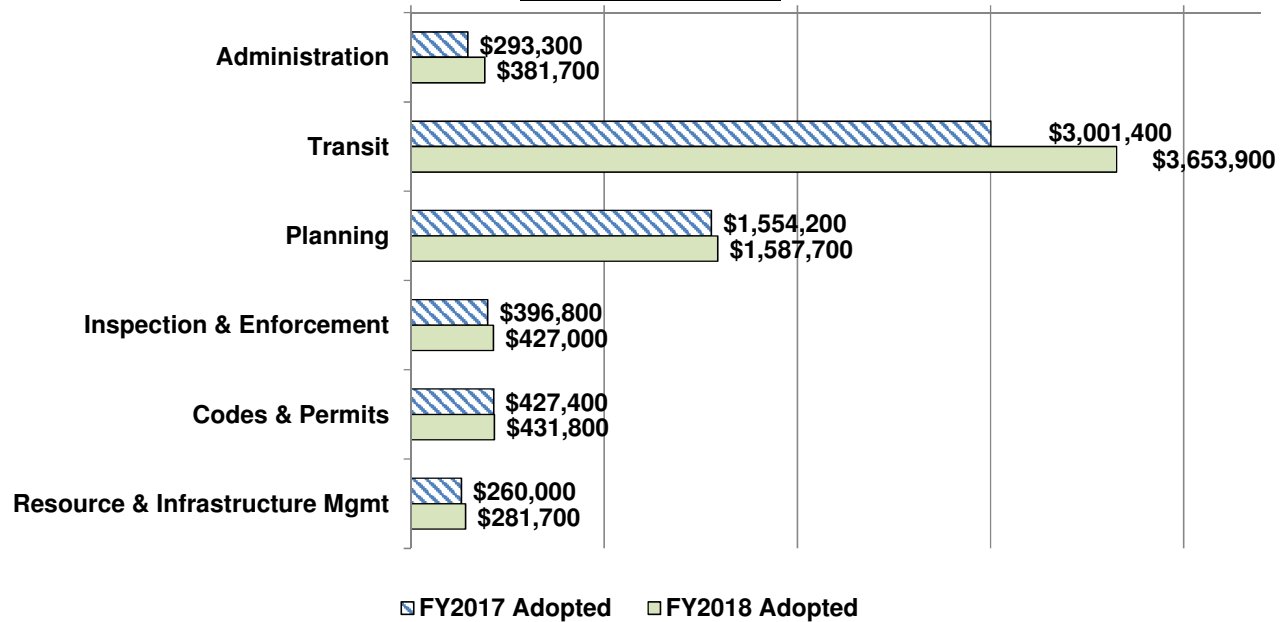 Administration
$293,300
$381,700
Transit
$3,001,400
$3,653,900
Planning
$1,554,200
$1,587,700
Inspection & Enforcement
$396,800
$427,000
Codes & Permits
$427,400
$431,800
Resource & Infrastructure Mgmt
$260,000
$281,700
FY2017 Adopted FY2018 Adopted